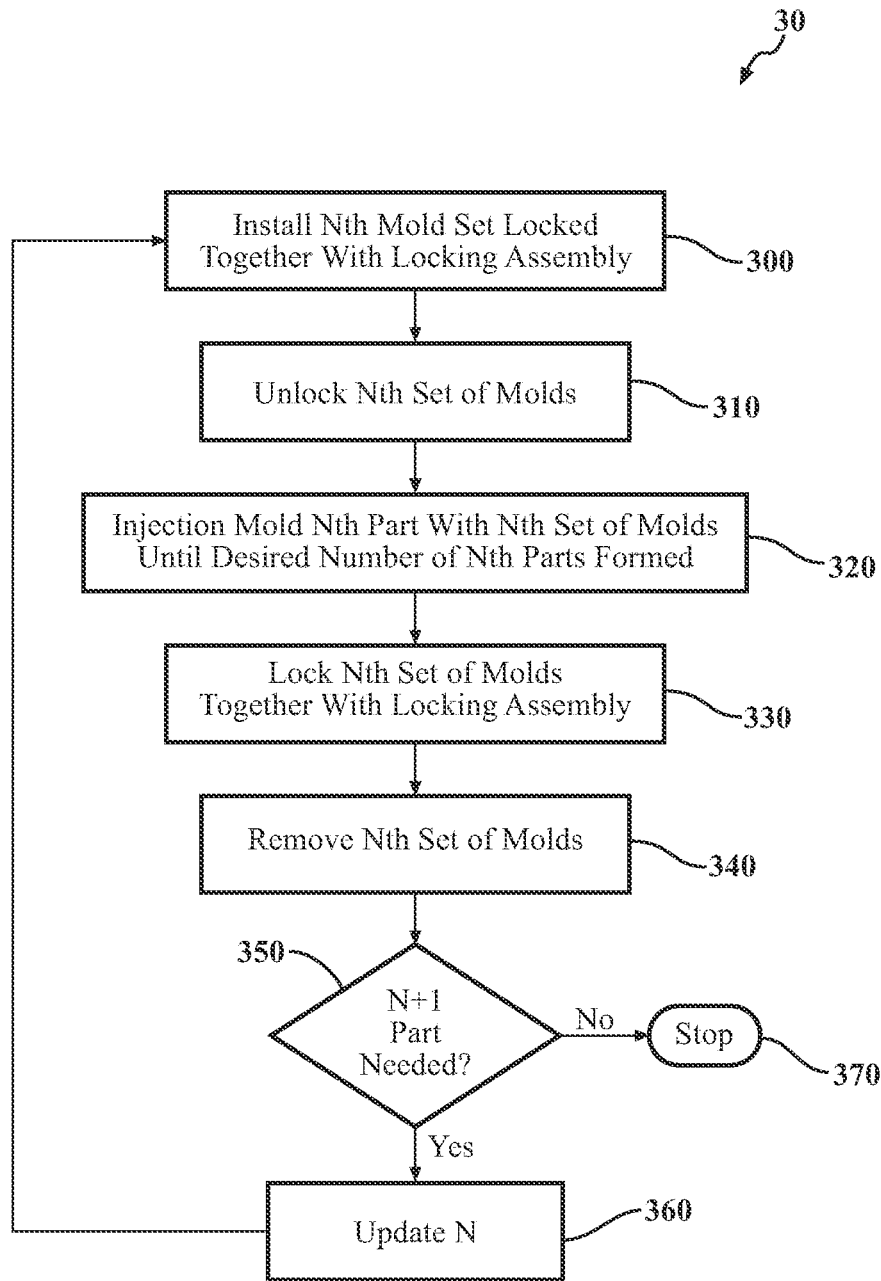 30
Install Nth Mold Set Locked
Together With Locking Assembly
300
Unlock Nth Set of Molds
310
Injection Mold Nth Part With Nth Set of Molds
Until Desired Number of Nth Parts Formed
320
Lock Nth Set of Molds
Together With Locking Assembly
330
Remove Nth Set of Molds
340
350
N+1
Part
Needed?
No
Stop
370
Yes
Update N
360